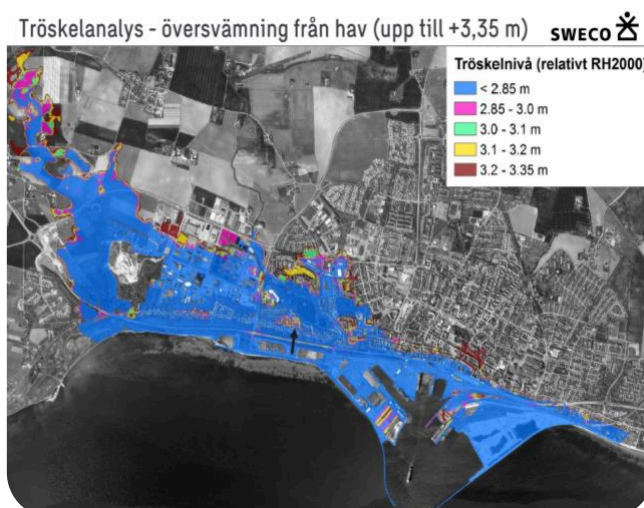 Tröskelanalys - översvämning från hav (upp till +3,35 m)
SWECO
Tröskelnivå (relativt RH2000)
< 2.85 m
2.85 - 3.0 m
3.0 - 3.1 m
3.1 - 3.2 m
3.2 - 3.35 m